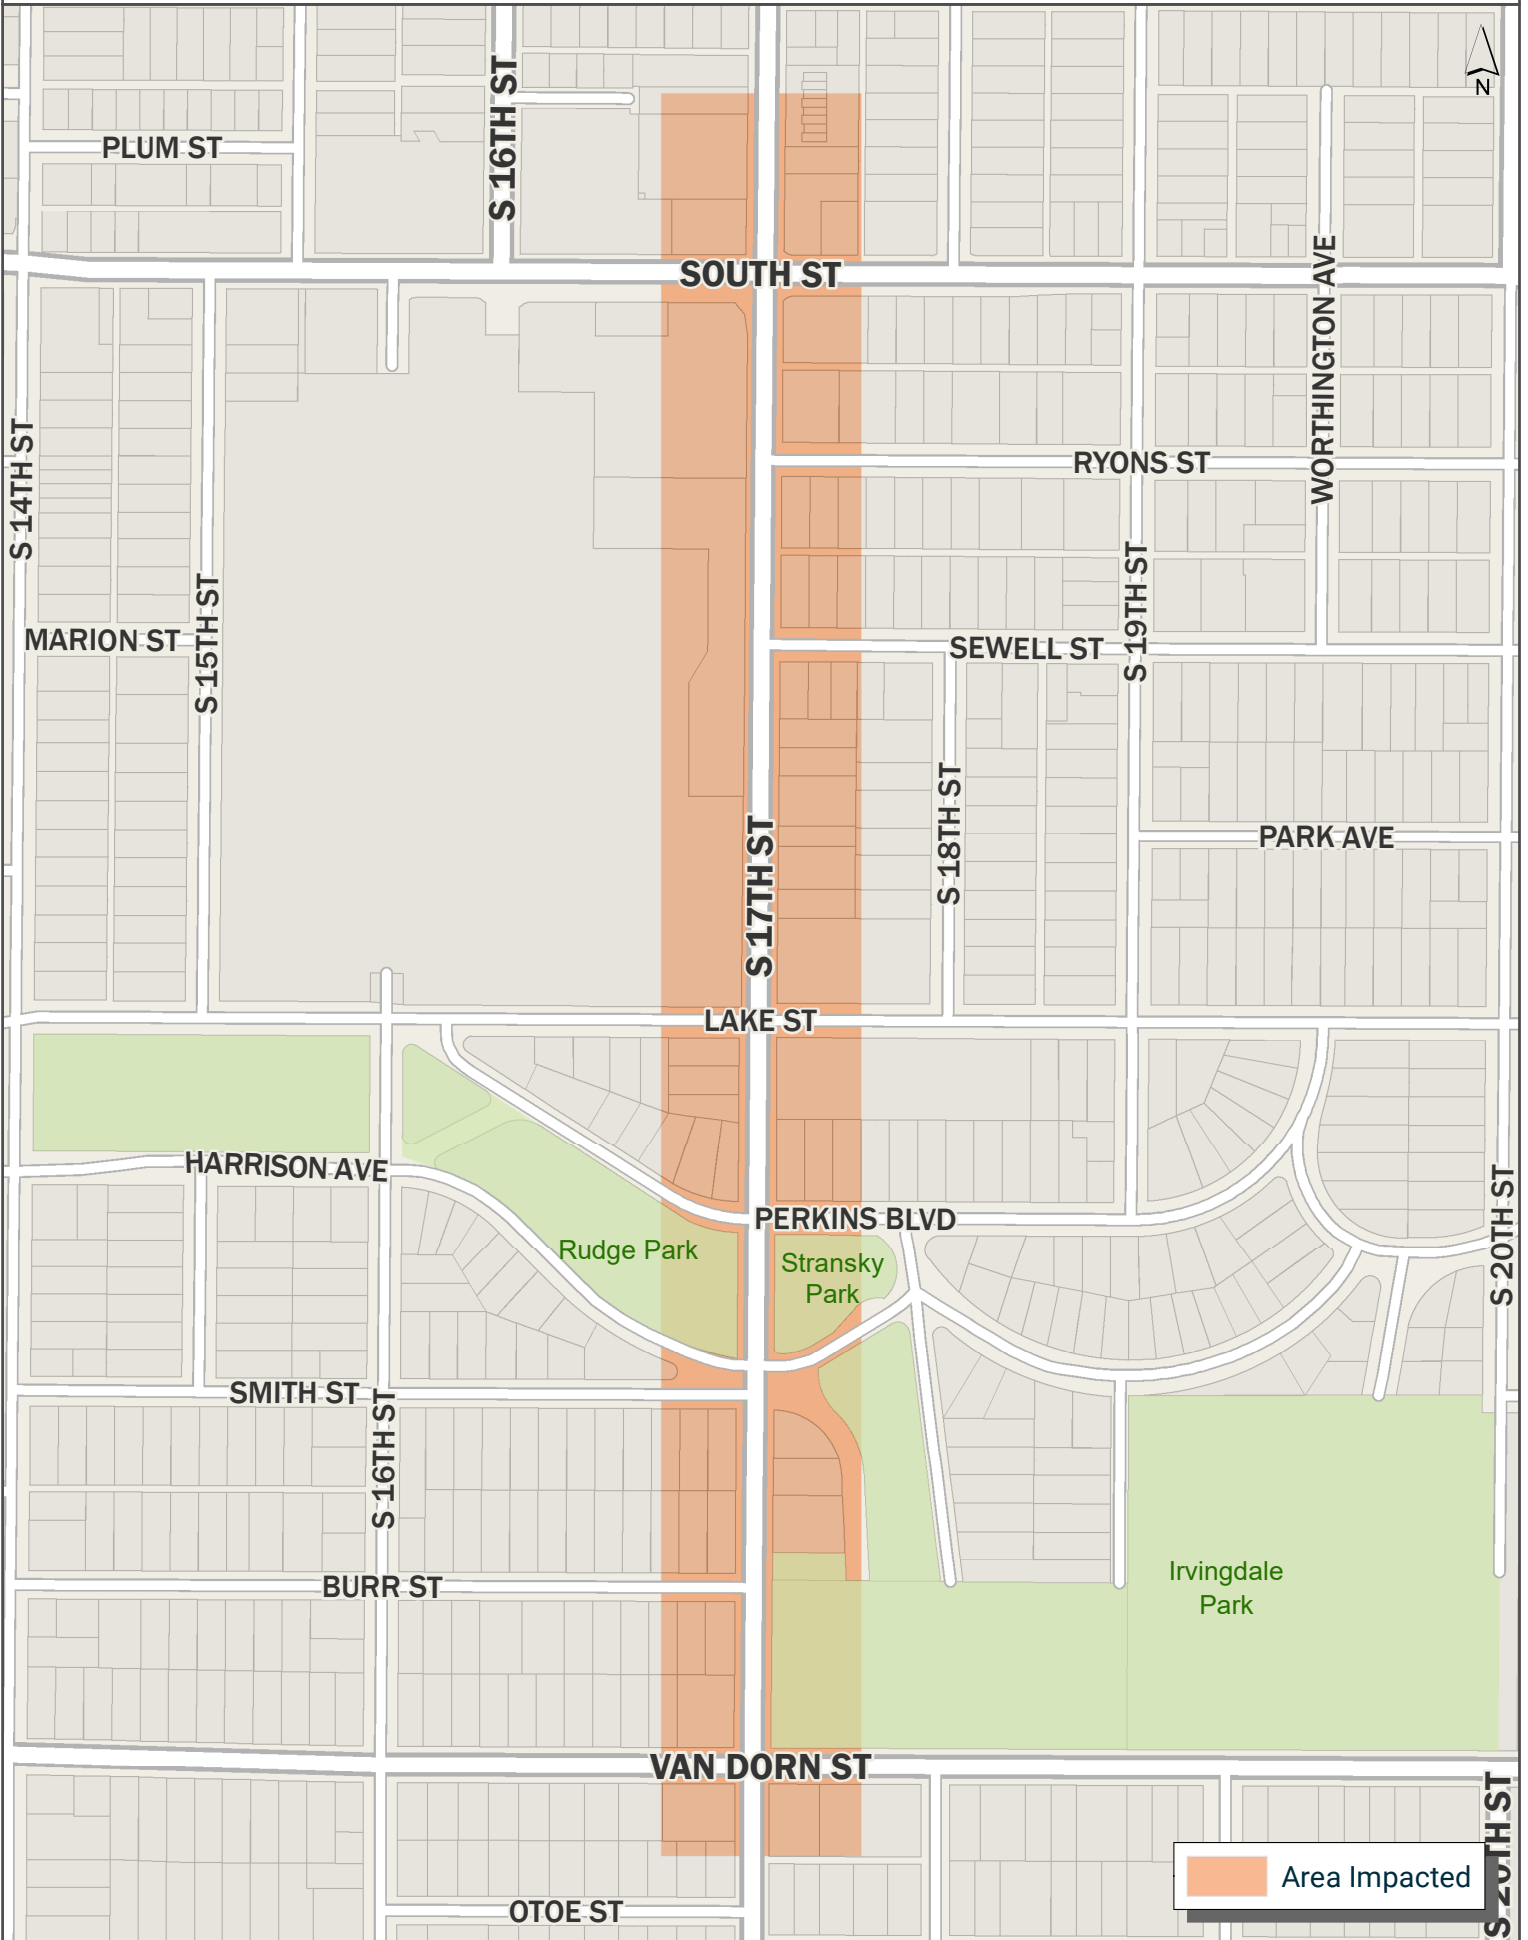 N
S 16TH ST
PLUM ST
SOUTH ST
WORTHINGTON AVE
S 14TH ST
RYONS ST
S 15TH ST
S 19TH ST
MARION ST
SEWELL ST
S 18TH ST
PARK AVE
S 17TH ST
LAKE ST
HARRISON AVE
S 20TH ST
PERKINS BLVD
Rudge Park
Stransky
Park
SMITH ST
S 16TH ST
BURR ST
Irvingdale
Park
VAN DORN ST
S 20TH ST
Area Impacted
OTOE ST